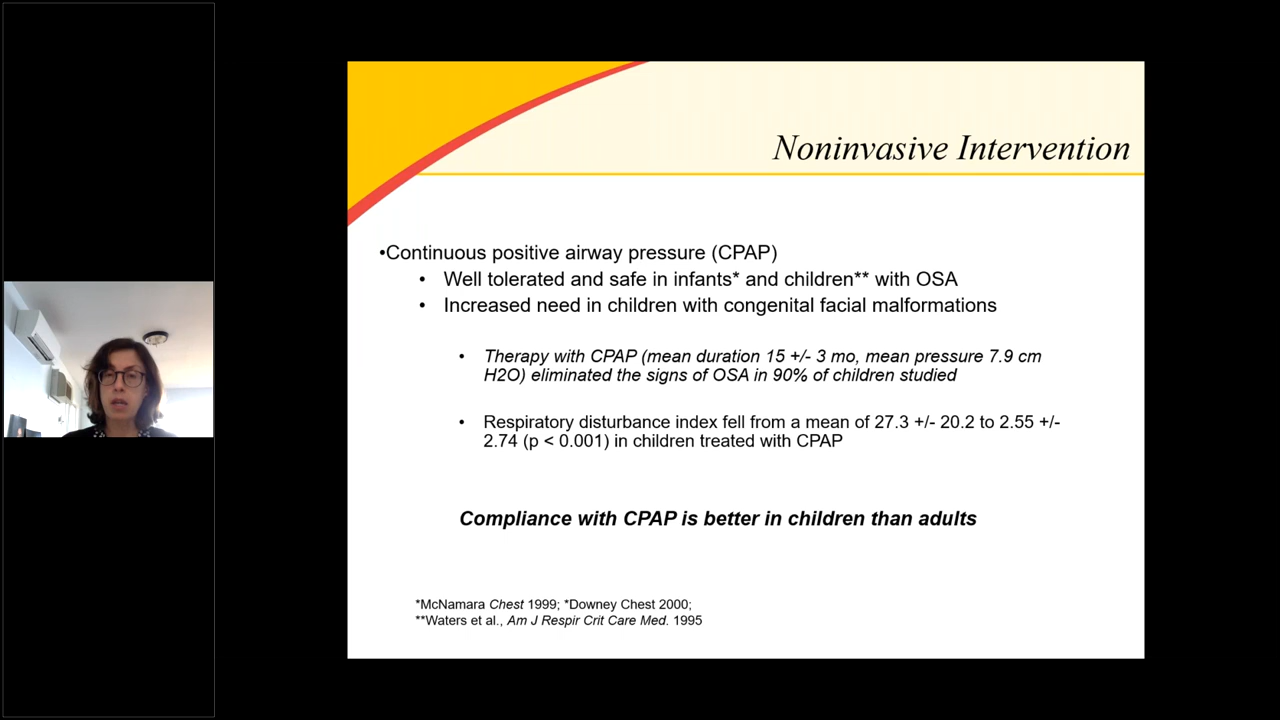 Noninvasive Intervention
•Continuous positive airway pressure (CPAP)
• Well tolerated and safe in infants* and children** with OSA
• Increased need in children with congenital facial malformations
• Therapy with CPAP (mean duration 15 +/- 3 mo, mean pressure 7.9 cm
H2O) eliminated the signs of OSA in 90% of children studied
• Respiratory disturbance index fell from a mean of 27.3 +/- 20.2 to 2.55 +/-
2.74 (p < 0.001) in children treated with CPAP
Compliance with CPAP is better in children than adults
*McNamara Chest 1999; *Downey Chest 2000;
**Waters et al., Am J Respir Crit Care Med. 1995